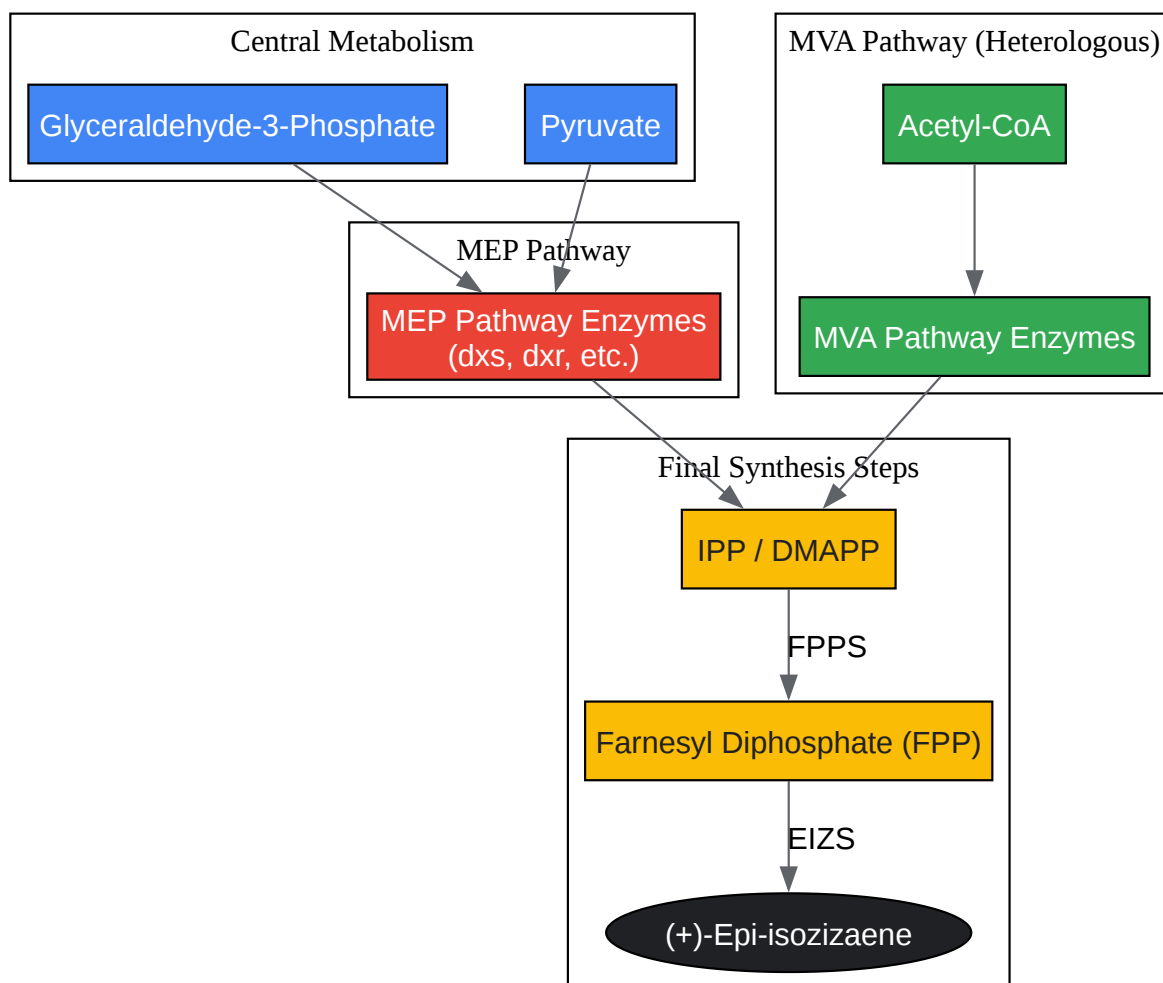 Central Metabolism
MVA Pathway (Heterologous)
Glyceraldehyde-3-Phosphate
Pyruvate
Acetyl-CoA
MEP Pathway
MEP Pathway Enzymes
(dxs, dxr, etc.)
MVA Pathway Enzymes
Final Synthesis Steps
IPP / DMAPP
FPPS
Farnesyl Diphosphate (FPP)
EIZS
(+)-Epi-isozizaene